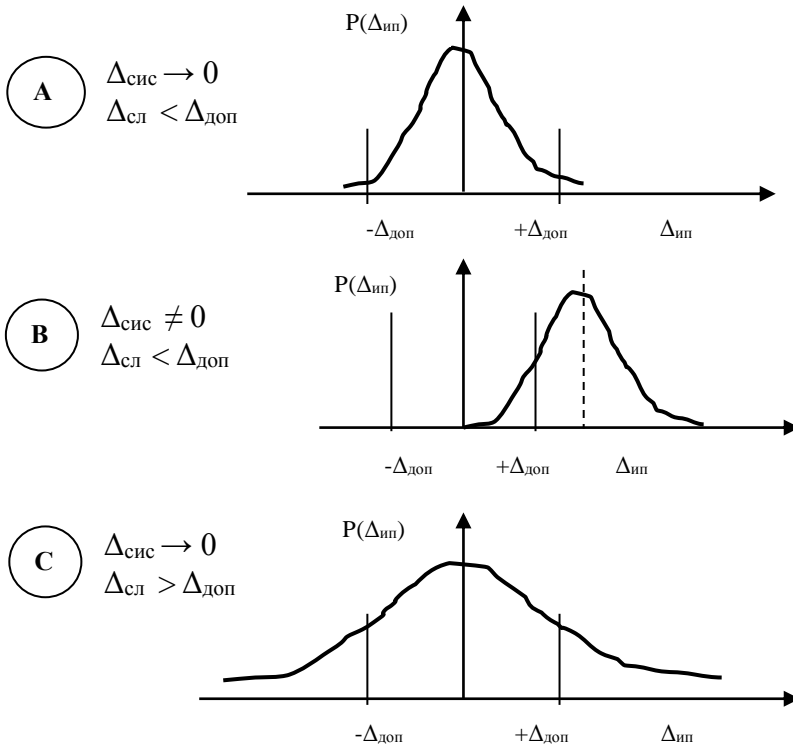 P(Δип)
A
Δсис → 0
Δсл < Δдоп
-Δдоп +Δдоп Δип
P(Δип)
B
Δсис ≠ 0
Δсл < Δдоп
-Δдоп +Δдоп Δип
P(Δип)
C
Δсис → 0
Δсл > Δдоп
-Δдоп +Δдоп Δип